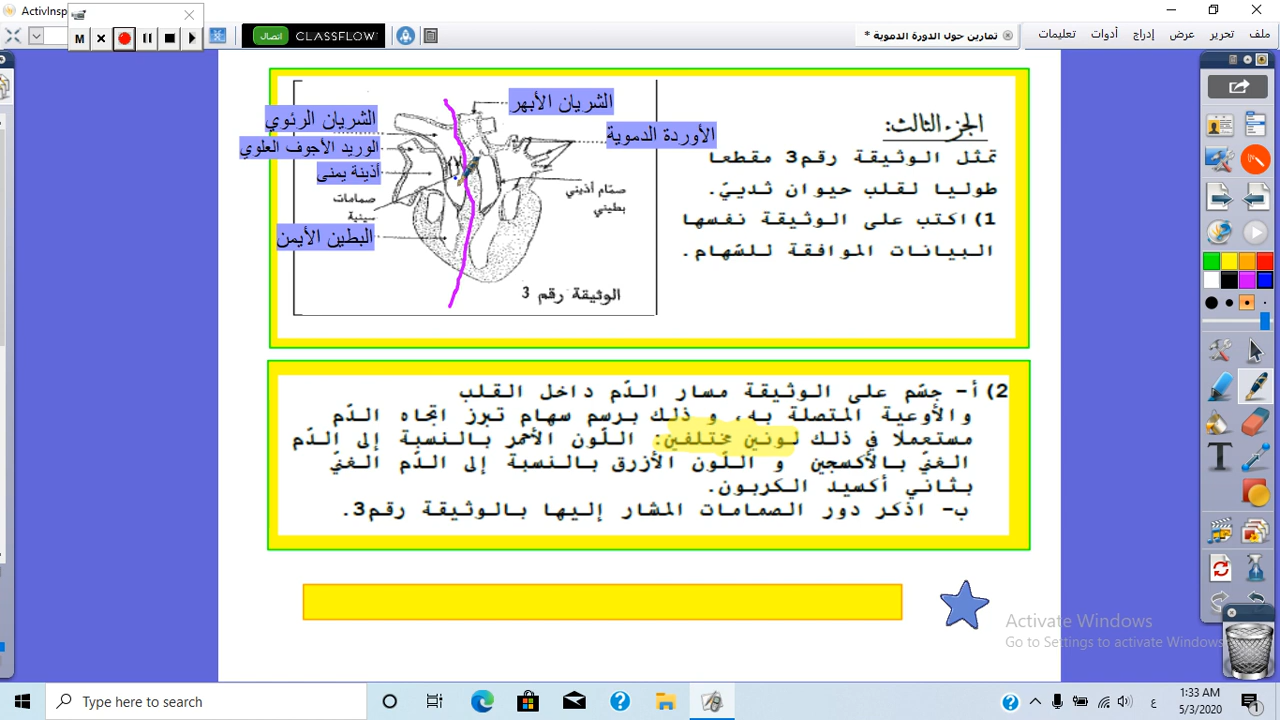 ActivInsp
M
CLASSFLOW
اتصال
تمارين حول الدورة الدموية *
ملف تحرير عرض إدراج أدوات تعليمات
الجزء الثالث:
تمثل الوثيقة رقم 3 مقطعا
طوليا لقلب حيوان ثدييّ.
1) اكتب على الوثيقة نفسها
البيانات الموافقة للسّهام.
الشريان الأبهر
الشريان الرئوي
الأوردة الدموية
الوريد الأجوف العلوي
أذينة يمنى
صمّام أذيني
بطيني
صمامات
سينية
البطين الأيمن
الوثيقة رقم 3
2) أ- جسّم على الوثيقة مسار الدّم داخل القلب
والأوعية المتصلة به، و ذلك برسم سهام تبرز اتجاه الدّم
مستعملا في ذلك لونين مختلفين: اللّون الأحمر بالنسبة إلى الدّم
الغنيّ بالأكسجين و اللّون الأزرق بالنسبة إلى الدّم الغنيّ
بثاني أكسيد الكربون.
ب- اذكر دور الصمامات المشار إليها بالوثيقة رقم3.
Activate Windows
Go to Settings to activate Windows.
Type here to search
ع
1:33 AM
5/3/2020